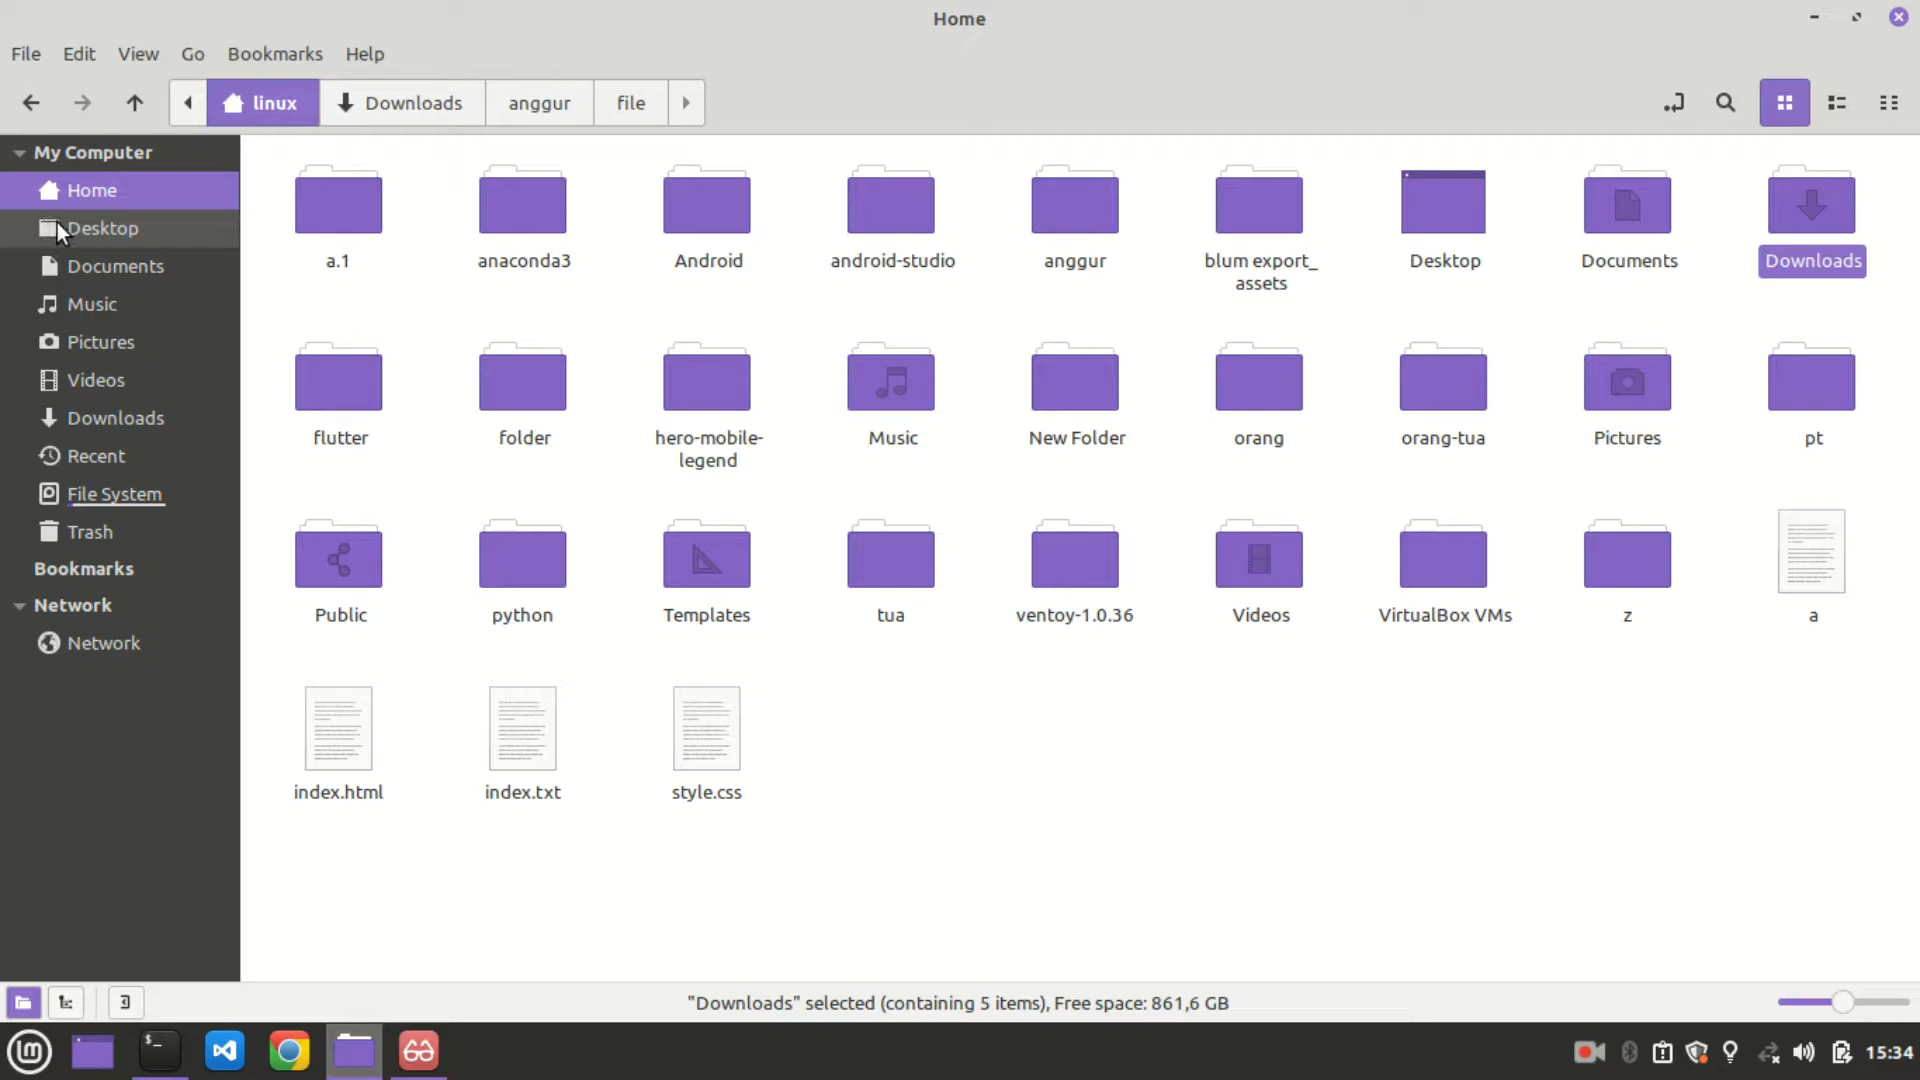 Home
File Edit View Go Bookmarks Help
linux Downloads anggur file
My Computer
Home
Desktop
Documents
Music
Pictures
Videos
Downloads
Recent
File System
Trash
Bookmarks
Network
Network
a.1 anaconda3 Android android-studio anggur blum export_ Desktop Documents Downloads
assets
flutter folder hero-mobile- Music New Folder orang orang-tua Pictures pt
legend
Public python Templates tua ventoy-1.0.36 Videos VirtualBox VMs z a
index.html index.txt style.css
"Downloads" selected (containing 5 items), Free space: 861,6 GB
15:34